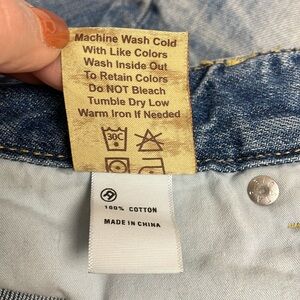 Machine Wash Cold
With Like Colors
Wash Inside Out
To Retain Colors
Do NOT Bleach
Tumble Dry Low
Warm Iron If Needed
30C
100% COTTON
MADE IN CHINA